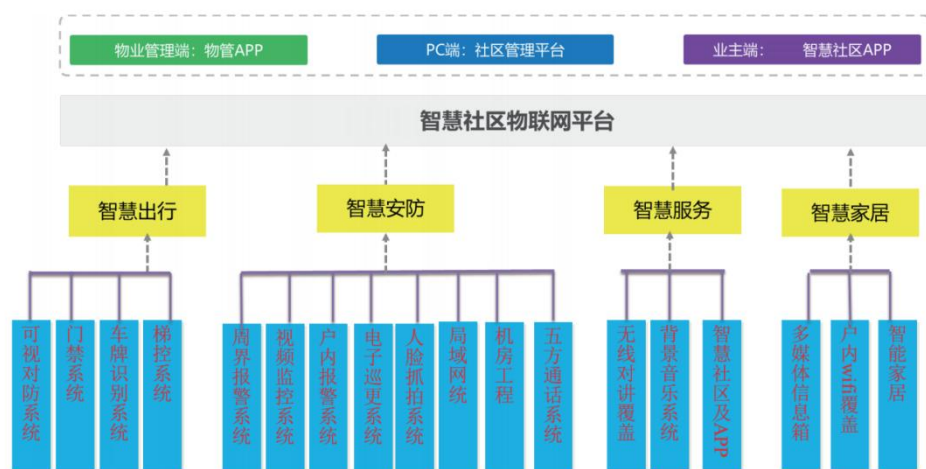 物业管理端：物管APP
PC端：社区管理平台
业主端： 智慧社区APP
智慧社区物联网平台
智慧出行
智慧安防
智慧服务
智慧家居
可视对防系统
门禁系统
车牌识别系统
梯控系统
周界报警系统
视频监控系统
户内报警系统
电子巡更系统
人脸抓拍系统
局域网统
机房工程
五方通话系统
无线对讲覆盖
背景音乐系统
智慧社区及APP
多媒体信息箱
户内wifi覆盖
智能家居